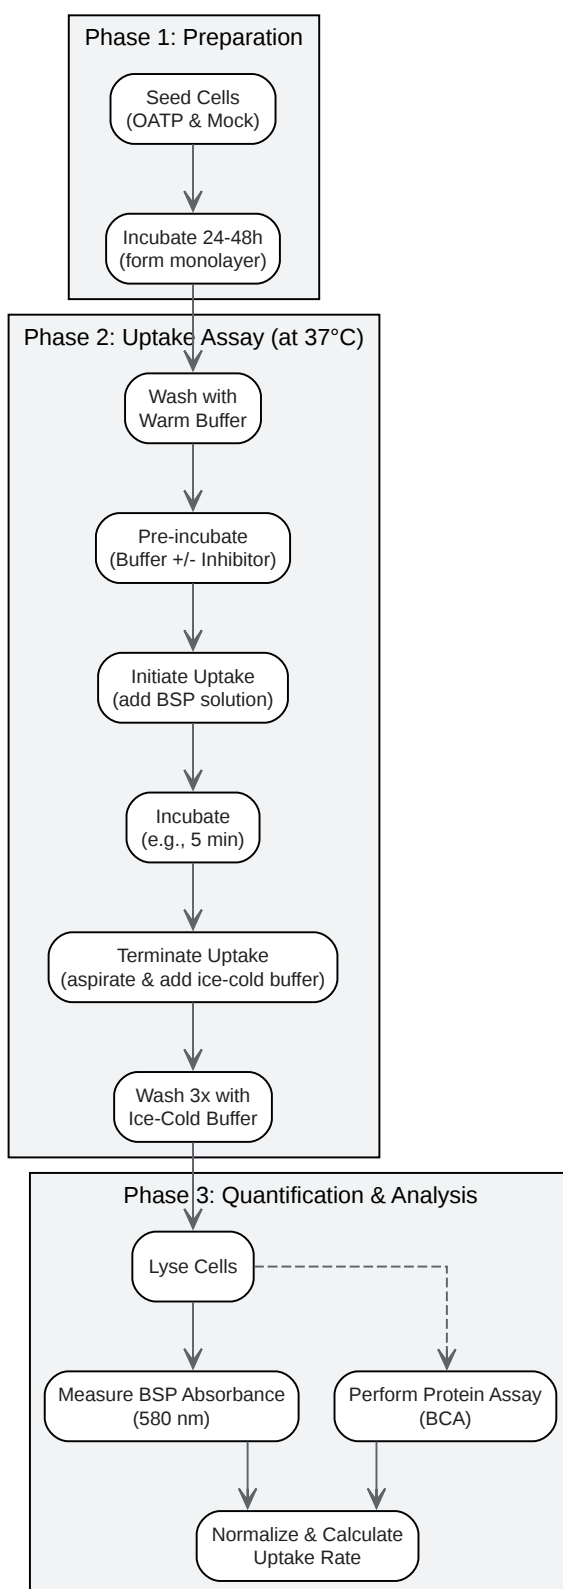 Phase 1: Preparation
Seed Cells
(OATP & Mock)
Incubate 24-48h
(form monolayer)
Phase 2: Uptake Assay (at 37°C)
Wash with
Warm Buffer
Pre-incubate
(Buffer +/- Inhibitor)
Initiate Uptake
(add BSP solution)
Incubate
(e.g., 5 min)
Terminate Uptake
(aspirate & add ice-cold buffer)
Wash 3x with
Ice-Cold Buffer
Phase 3: Quantification & Analysis
Lyse Cells
Measure BSP Absorbance
(580 nm)
Perform Protein Assay
(BCA)
Normalize & Calculate
Uptake Rate